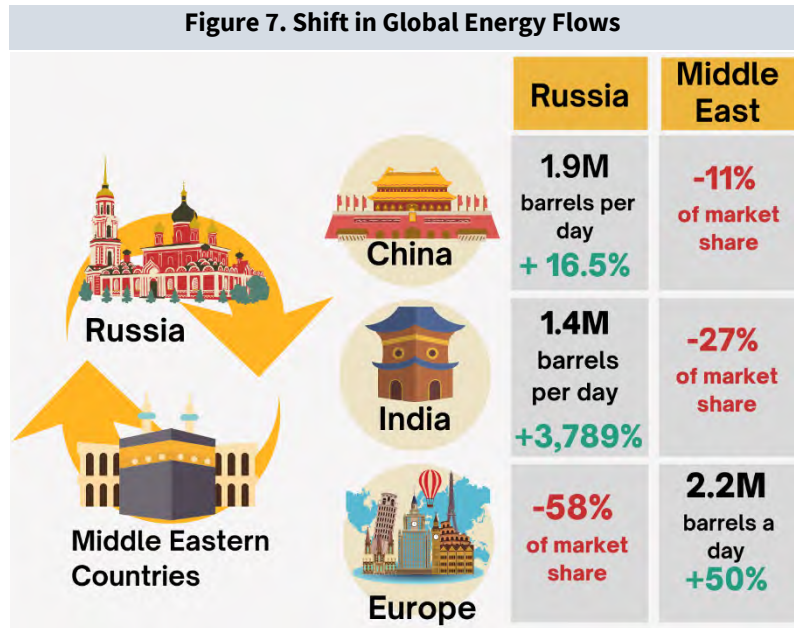 Figure 7. Shift in Global Energy Flows
Russia
Middle
East
Russia
China
1.9M
barrels per
day
+ 16.5%
-11%
of market
share
India
1.4M
barrels
per day
+3,789%
-27%
of market
share
Middle Eastern
Countries
Europe
-58%
of market
share
2.2M
barrels a
day
+50%